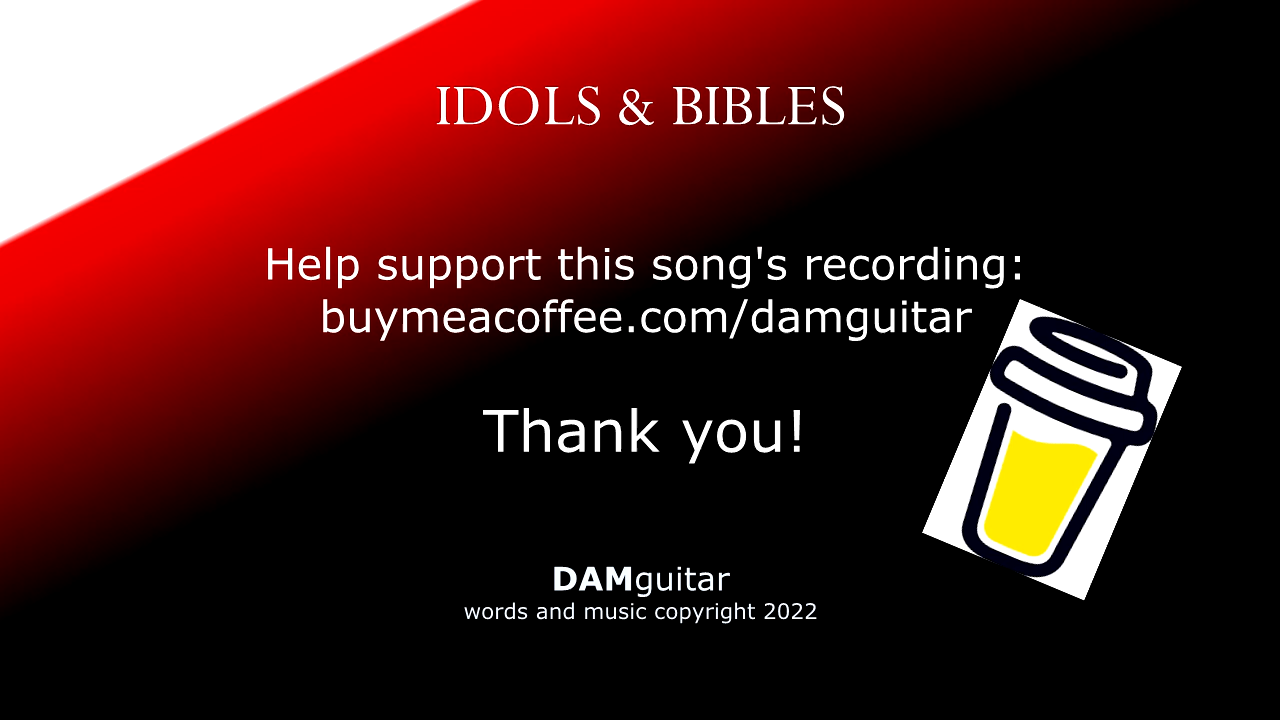 IDOLS & BIBLES
Help support this song's recording:
buymeacoffee.com/damguitar
Thank you!
DAMguitar
words and music copyright 2022